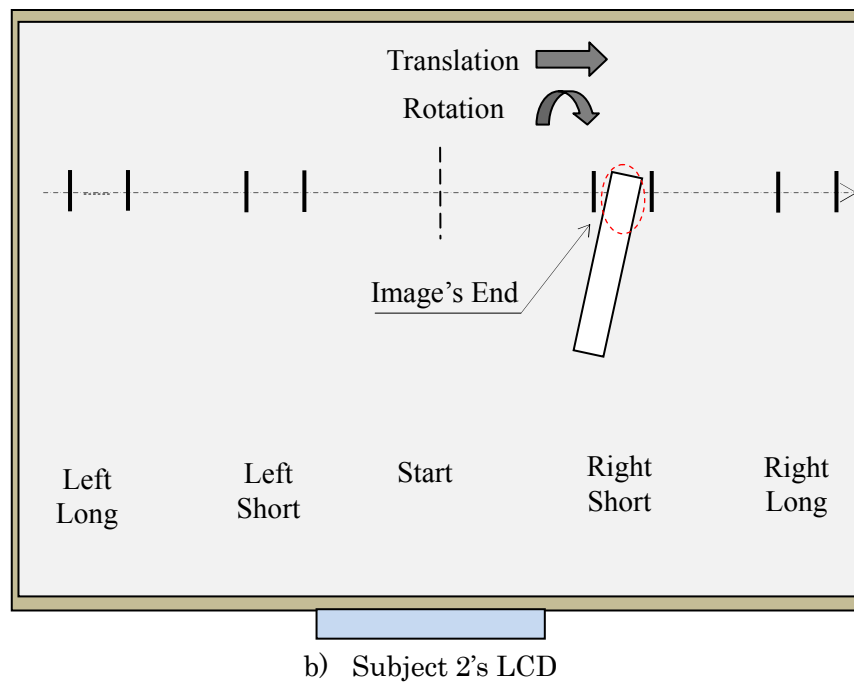 Translation
Rotation
Image's End
Left
Long
Left
Short
Start
Right
Short
Right
Long
b) Subject 2's LCD